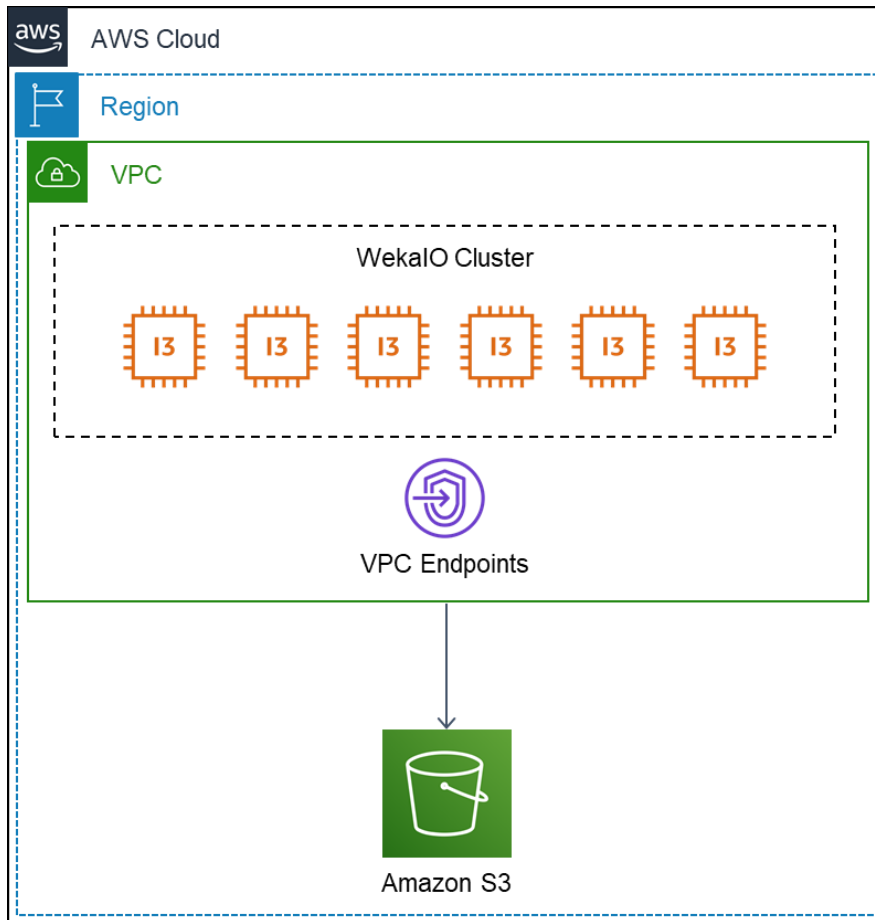 aws
AWS Cloud
Region
VPC
WekaIO Cluster
I3 I3 I3 I3 I3 I3
VPC Endpoints
Amazon S3